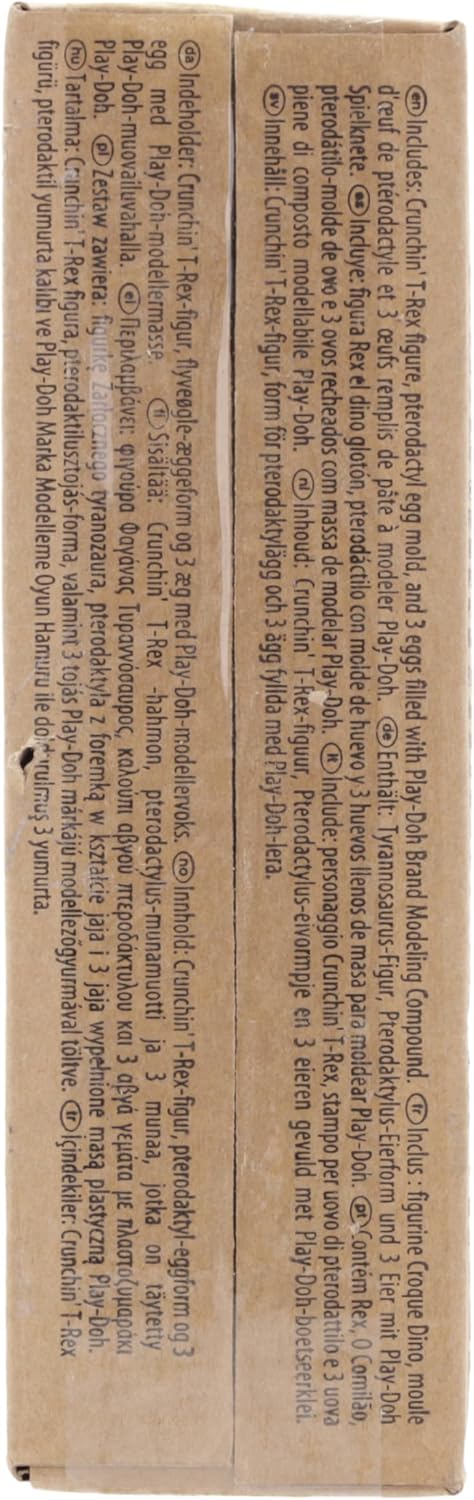 en Includes: Crunchin' T-Rex figure, pterodactyl egg mold, and 3 eggs filled with Play-Doh Brand Modeling Compound. fr Inclus : figurine Croque Dino, moule
d'œuf de ptérodactyle et 3 œufs remplis de pâte à modeler Play-Doh. de Enthält: Tyrannosaurus-Figur, Pterodaktylus-Eierform und 3 Eier mit Play-Doh
Spielknete. es Incluye: figura Rex el dino glotón, pterodáctilo con molde de huevo y 3 huevos llenos de masa para moldear Play-Doh. pt Contém Rex, O Comilão,
pterodátilo-molde de ovo e 3 ovos recheados com massa de modelar Play-Doh. it Include: personaggio Crunchin' T-Rex, stampo per uovo di pterodattilo e 3 uova
piene di composto modellabile Play-Doh. nl Inhoud: Crunchin' T-Rex-figuur, Pterodactylus-eivormpje en 3 eieren gevuld met Play-Doh-boetseerklei.
sv Innehåll: Crunchin' T-Rex-figur, form för pterodaktylägg och 3 ägg fyllda med Play-Doh-lera.
da Indeholder: Crunchin' T-Rex-figur, flyveøgle-æggeform og 3 æg med Play-Doh-modellervoks. no Innhold: Crunchin' T-Rex-figur, pterodaktyl-eggform og 3
egg med Play-Doh-modellermasse. fi Sisältää: Crunchin' T-Rex -hahmon, pterodactylus-munamuotti ja 3 munaa, jotka on täytetty
Play-Doh-muovailuvahalla. el Περιλαμβάνει: φιγούρα Φαγάνας Τυραννόσαυρος, καλούπι αβγού πτεροδάκτυλου και 3 αβγά γεμάτα με πλαστοζυμαράκι
Play-Doh. pl Zestaw zawiera: figurkę Żarłocznego tyranozaura, pterodaktyla z foremką w kształcie jaja i 3 jaja wypełnione masą plastyczną Play-Doh.
hu Tartalma: Crunchin' T-Rex figura, pterodaktilusztojás-forma, valamint 3 tojás Play-Doh márkájú modellezőgyurmával töltve. tr İçindekiler: Crunchin' T-Rex
figürü, pterodaktil yumurta kalıbı ve Play-Doh Marka Modelleme Oyun Hamuru ile doldurulmuş 3 yumurta.